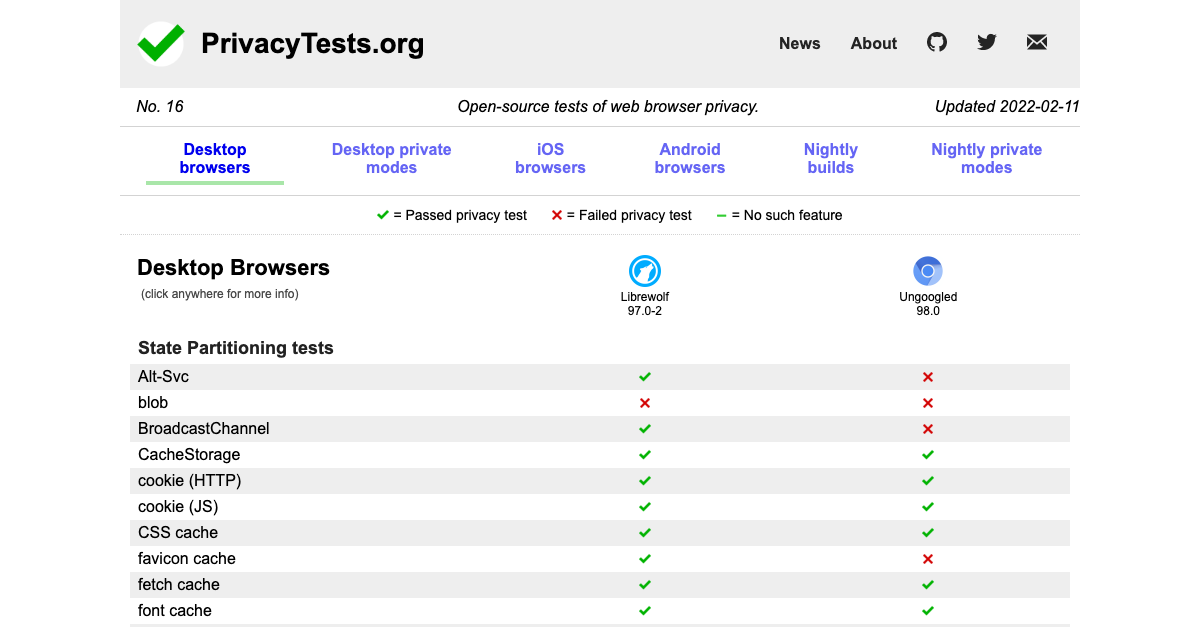 PrivacyTests.org
News About
No. 16 Open-source tests of web browser privacy. Updated 2022-02-11
Desktop browsers Desktop private modes iOS browsers Android browsers Nightly builds Nightly private modes
= Passed privacy test = Failed privacy test = No such feature
Desktop Browsers
(click anywhere for more info)
Librewolf 97.0-2
Ungoogled 98.0
State Partitioning tests
Alt-Svc
blob
BroadcastChannel
CacheStorage
cookie (HTTP)
cookie (JS)
CSS cache
favicon cache
fetch cache
font cache